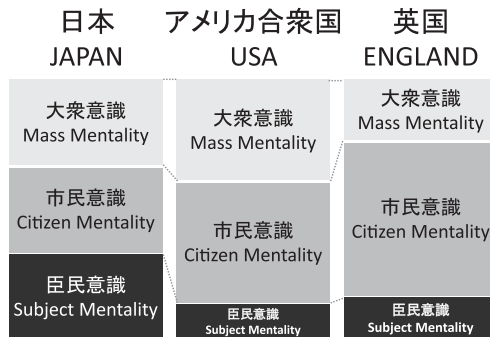 日本
JAPAN
大衆意識
Mass Mentality
市民意識
Citizen Mentality
臣民意識
Subject Mentality
アメリカ合衆国
USA
大衆意識
Mass Mentality
市民意識
Citizen Mentality
臣民意識
Subject Mentality
英国
ENGLAND
大衆意識
Mass Mentality
市民意識
Citizen Mentality
臣民意識
Subject Mentality